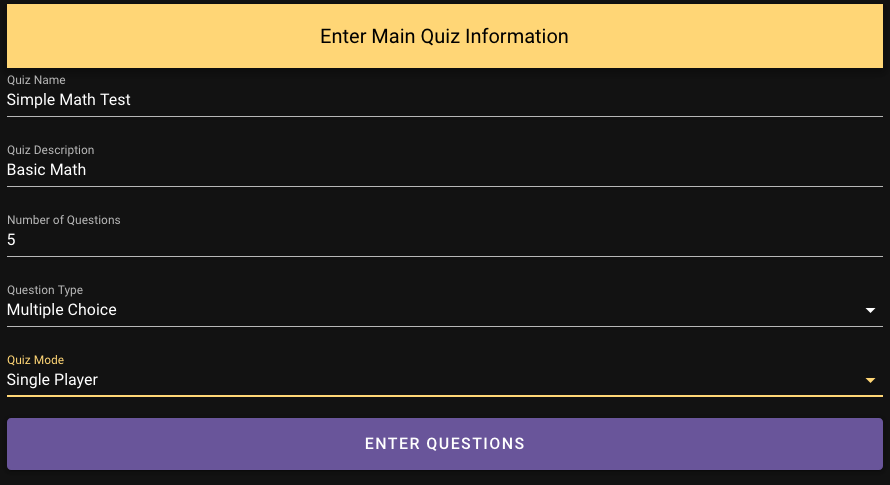 Enter Main Quiz Information
Quiz Name
Simple Math Test
Quiz Description
Basic Math
Number of Questions
5
Question Type
Multiple Choice
Quiz Mode
Single Player
ENTER QUESTIONS